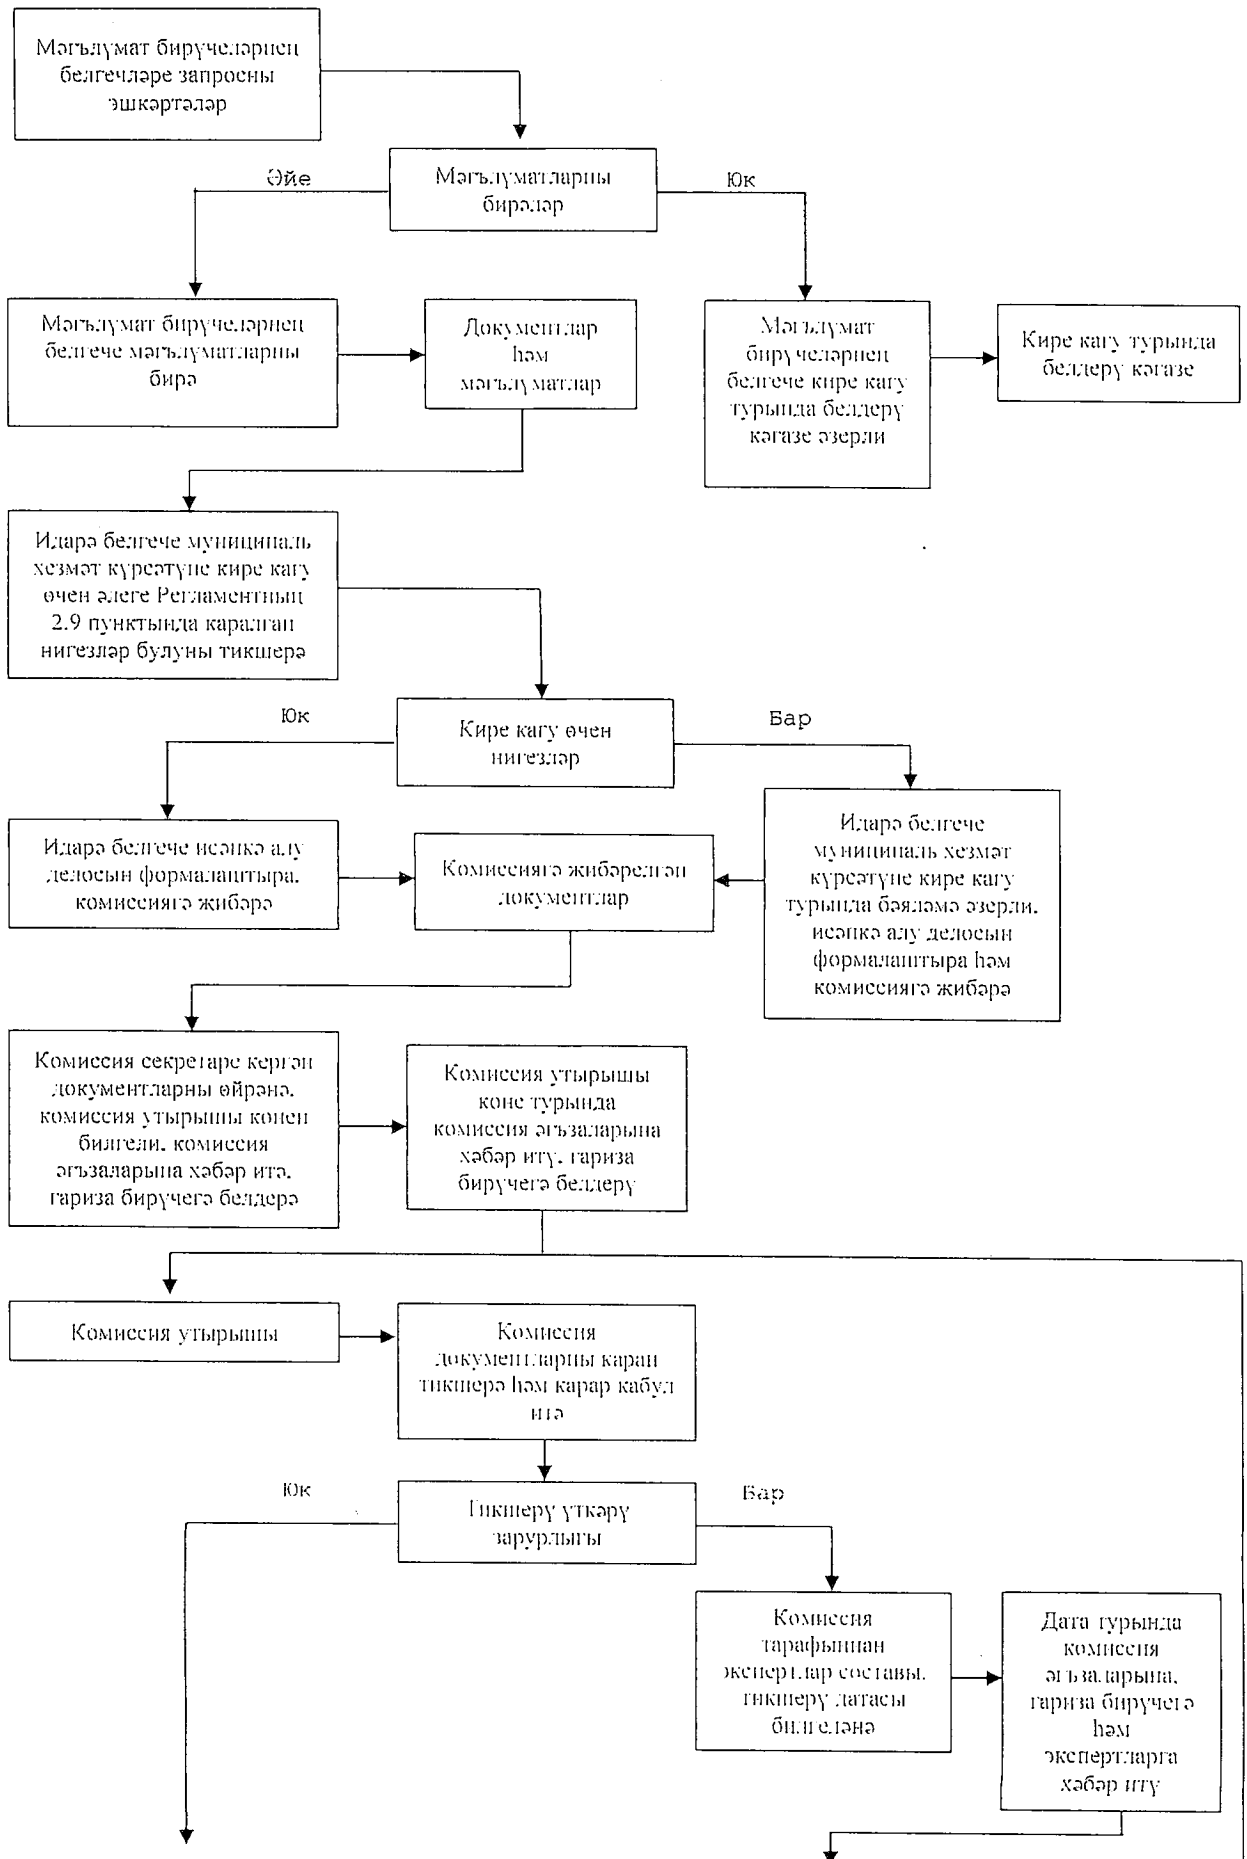 Мәгълүмат бирүчеләрнең
белгечләре запросны
эшкәртәләр
Мәгълүматларны
бирәләр
Әйе
Юк
Мәгълүмат бирүчеләрнең
белгече мәгълүматларны
бирә
Документлар
һәм
мәгълүматлар
Мәгълүмат
бирүчеләрнең
белгече кире кагу
турында белдерү
кәгазе әзерли
Кире кагу турында
белдерү кәгазе
Идарә белгече муниципаль
хезмәт күрсәтүне кире кагу
өчен әлеге Регламентның
2.9 пунктында каралган
нигезләр булуны тикшерә
Кире кагу өчен
нигезләр
Юк
Бар
Идарә белгече исәпкә алу
делосын формалаштыра,
комиссиягә җибәрә
Комиссиягә җибәрелгән
документлар
Идарә белгече
муниципаль хезмәт
күрсәтүне кире кагу
турында бәяләмә әзерли,
исәпкә алу делосын
формалаштыра һәм
комиссиягә җибәрә
Комиссия секретаре кергән
документларны өйрәнә,
комиссия утырышы көнен
билгели, комиссия
әгъзаларына хәбәр итә,
гариза бирүчегә белдерә
Комиссия утырышы
көне турында
комиссия әгъзаларына
хәбәр итү, гариза
бирүчегә белдерү
Комиссия утырышы
Комиссия
документларны карап
тикшерә һәм карар кабул
итә
Тикшерү үткәрү
зарурлыгы
Юк
Бар
Комиссия
тарафыннан
экспертлар составы,
тикшерү датасы
билгеләнә
Дата турында
комиссия
әгъзаларына,
гариза бирүчегә
һәм
экспертларга
хәбәр итү